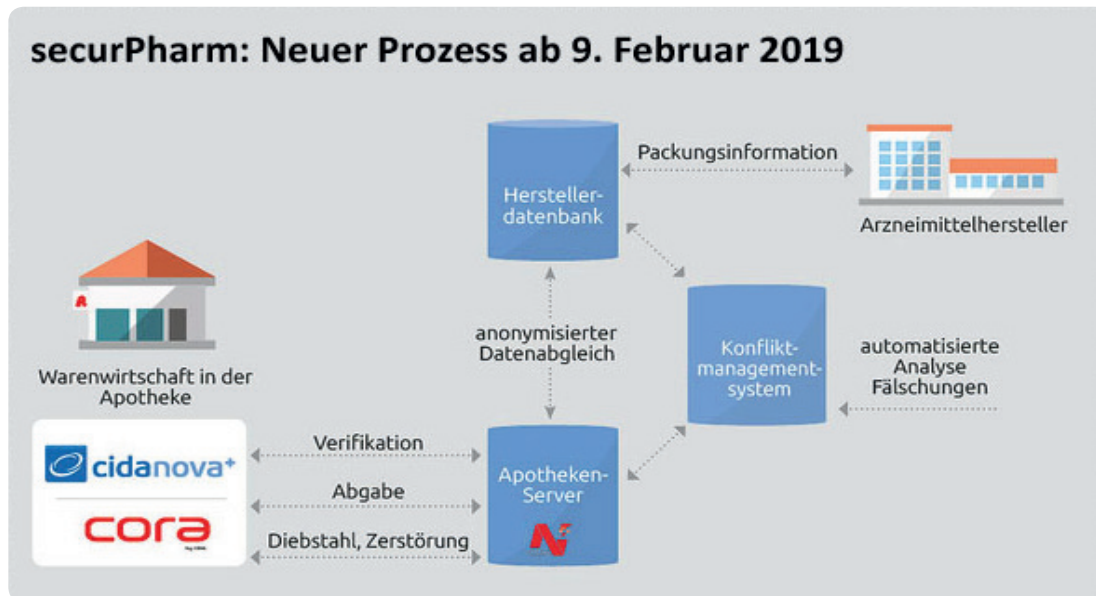 securPharm: Neuer Prozess ab 9. Februar 2019
Packungsinformation
Hersteller-
datenbank
Arzneimittelhersteller
anonymisierter
Datenabgleich
Konflikt-
management-
system
automatisierte
Analyse
Fälschungen
Warenwirtschaft in der
Apotheke
cidanova+
cora
Verifikation
Abgabe
Diebstahl, Zerstörung
Apotheken-
Server